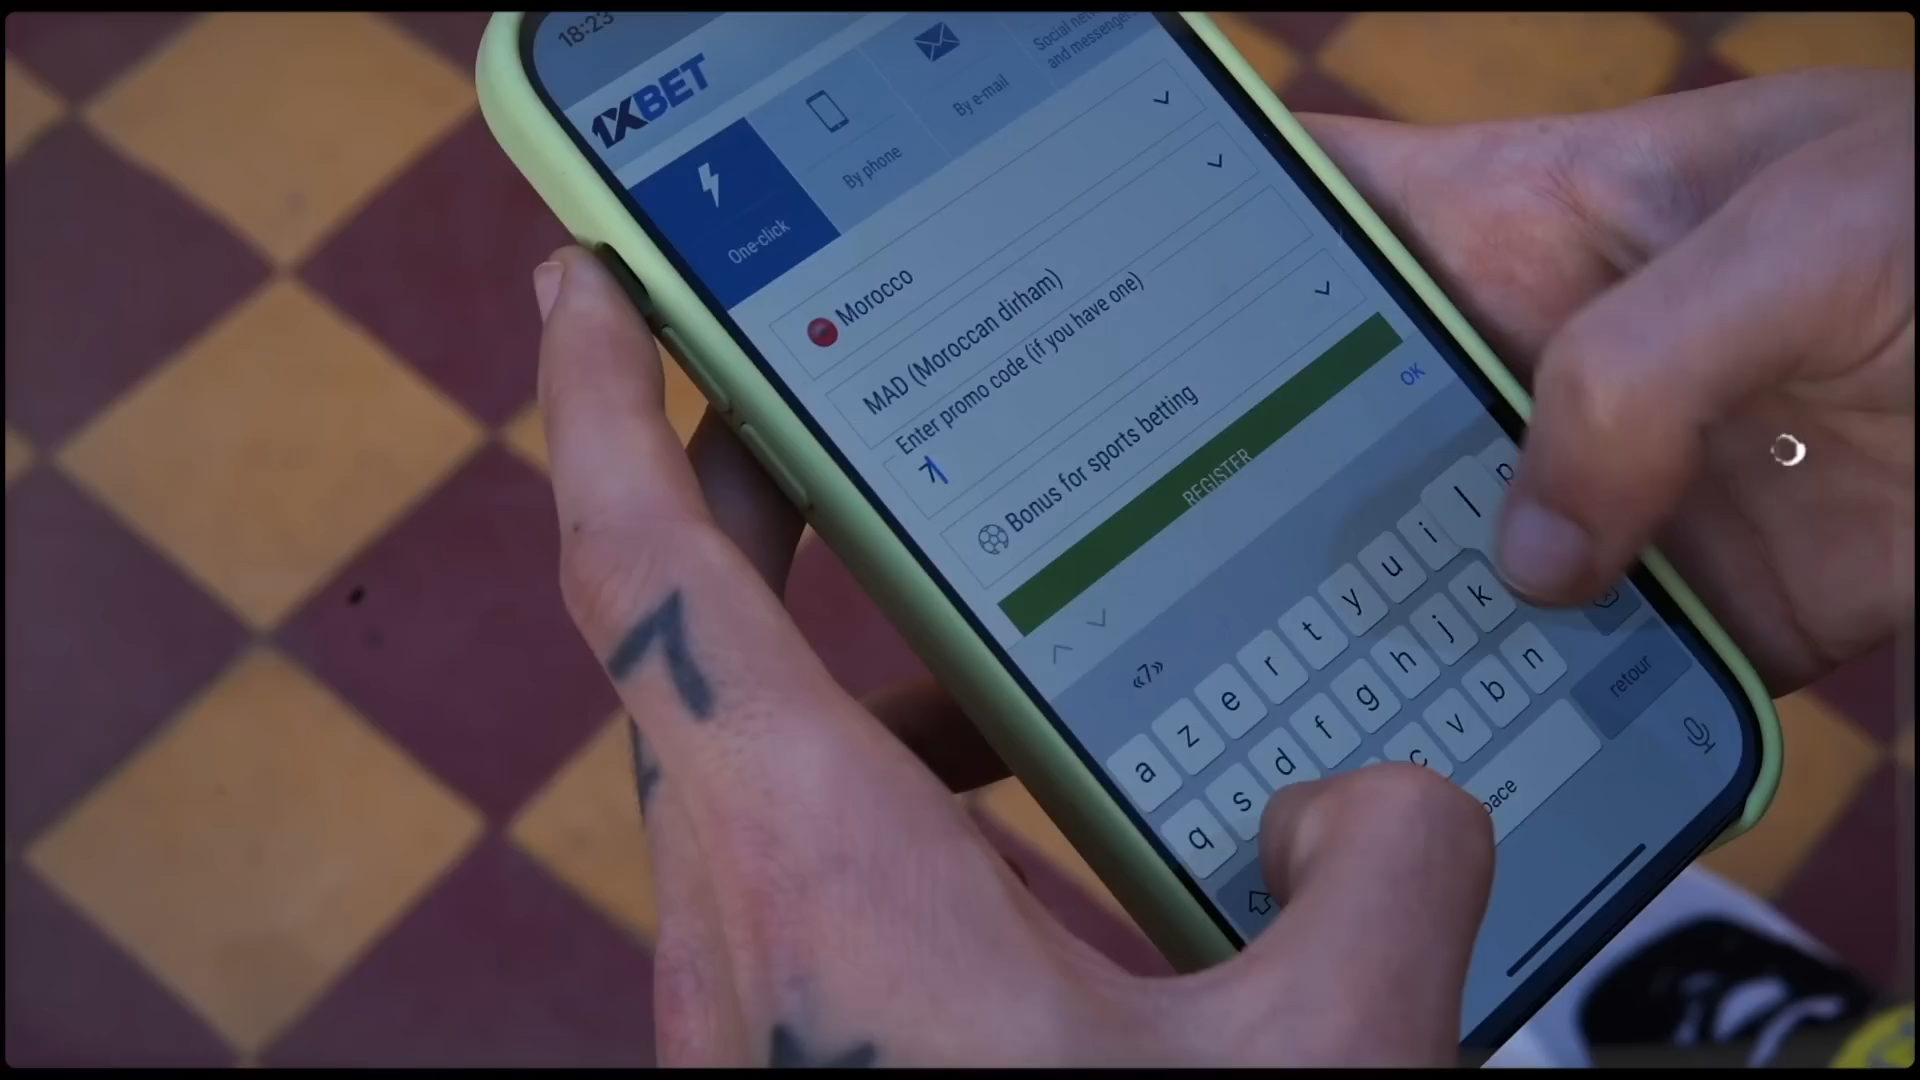 18:23
1XBET
One-click
By phone
By e-mail
Social
and messengers
Morocco
MAD (Moroccan dirham)
Enter promo code (if you have one)
7
Bonus for sports betting
REGISTER
OK
«7»
a z e r t y u i l p
q s d f g h j k
c v b n
retour